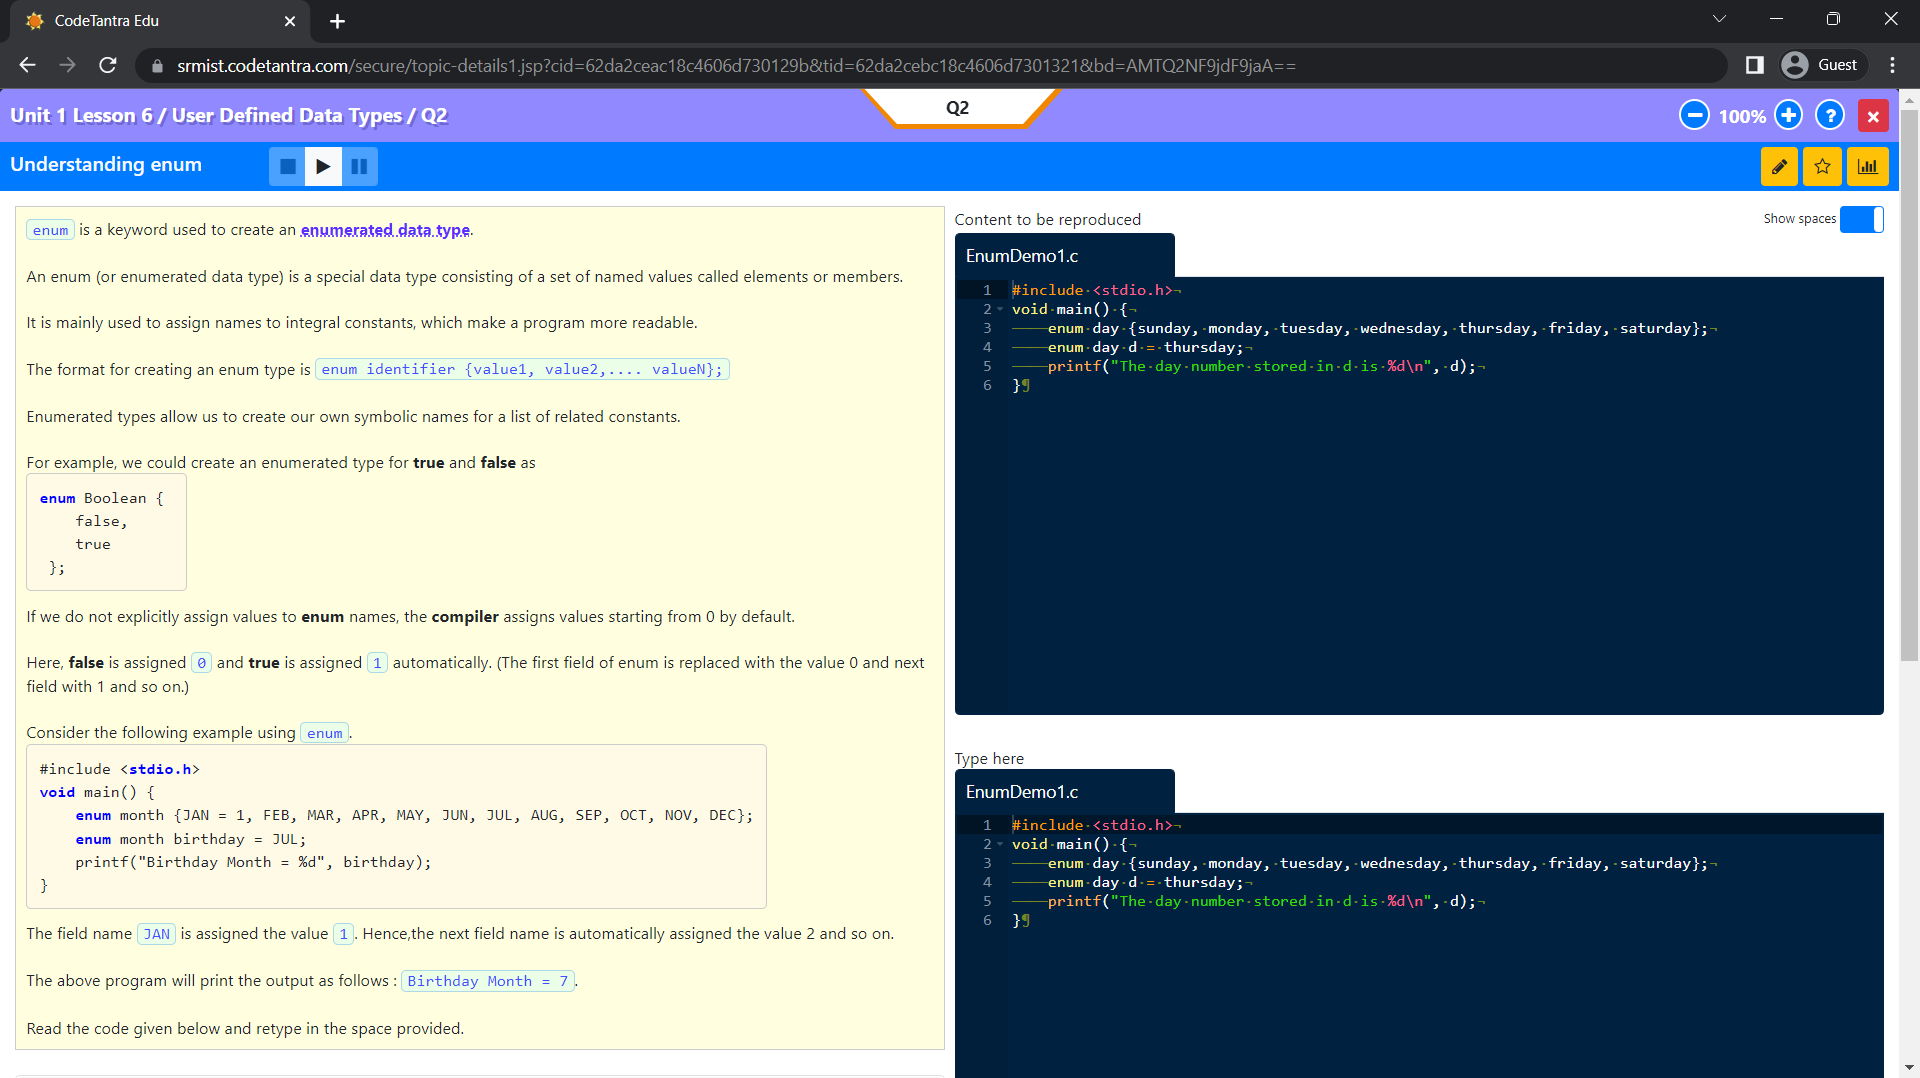 CodeTantra Edu
srmist.codetantra.com/secure/topic-details1.jsp?cid=62da2ceac18c4606d730129b&tid=62da2cebc18c4606d7301321&bd=AMTQ2NF9jdF9jaA==
Guest
Unit 1 Lesson 6 / User Defined Data Types / Q2
Q2
100%
?
Understanding enum
enum is a keyword used to create an enumerated data type.
An enum (or enumerated data type) is a special data type consisting of a set of named values called elements or members.
It is mainly used to assign names to integral constants, which make a program more readable.
The format for creating an enum type is enum identifier {value1, value2,.... valueN};
Enumerated types allow us to create our own symbolic names for a list of related constants.
For example, we could create an enumerated type for true and false as
enum Boolean {
false,
true
};
If we do not explicitly assign values to enum names, the compiler assigns values starting from 0 by default.
Here, false is assigned 0 and true is assigned 1 automatically. (The first field of enum is replaced with the value 0 and next
field with 1 and so on.)
Consider the following example using enum.
#include <stdio.h>
void main() {
enum month {JAN = 1, FEB, MAR, APR, MAY, JUN, JUL, AUG, SEP, OCT, NOV, DEC};
enum month birthday = JUL;
printf("Birthday Month = %d", birthday);
}
The field name JAN is assigned the value 1. Hence,the next field name is automatically assigned the value 2 and so on.
The above program will print the output as follows : Birthday Month = 7.
Read the code given below and retype in the space provided.
Content to be reproduced
Show spaces
EnumDemo1.c
1 #include·<stdio.h>¬
2 void·main()·{¬
3 ————enum·day·{sunday,·monday,·tuesday,·wednesday,·thursday,·friday,·saturday};¬
4 ————enum·day·d·=·thursday;¬
5 ————printf("The·day·number·stored·in·d·is·%d\n",·d);¬
6 }¶
Type here
EnumDemo1.c
1 #include·<stdio.h>¬
2 void·main()·{¬
3 ————enum·day·{sunday,·monday,·tuesday,·wednesday,·thursday,·friday,·saturday};¬
4 ————enum·day·d·=·thursday;¬
5 ————printf("The·day·number·stored·in·d·is·%d\n",·d);¬
6 }¶